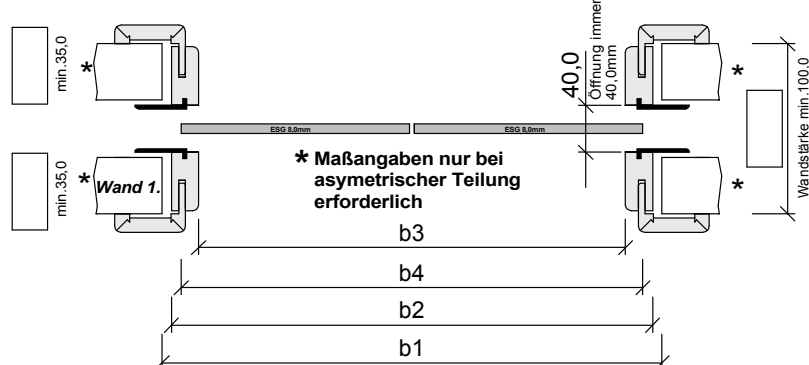 min.35,0
*
40,0
Öffnung immer
40,0mm
*
ESG 8,0mm
ESG 8,0mm
min.35,0
*
Wand 1.
* Maßangaben nur bei
asymetrischer Teilung
erforderlich
*
Wandstärke min.100.0
b3
b4
b2
b1